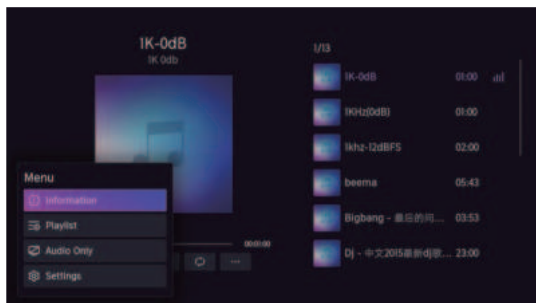 1K-0dB
1K 0db
Menu
Information
Playlist
Audio Only
Settings
00:01:00
1/13
1K-0dB 01:00
1KHz(0dB) 01:00
1khz-12dBFS 02:00
beema 05:43
Bigbang - 最后的问... 03:53
Dj - 中文2015最新dj歌... 23:00